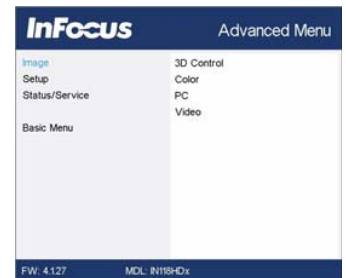 InFocus
Advanced Menu
Image
Setup
Status/Service
Basic Menu
3D Control
Color
PC
Video
FW: 4.1.27
MDL: IN118HDx